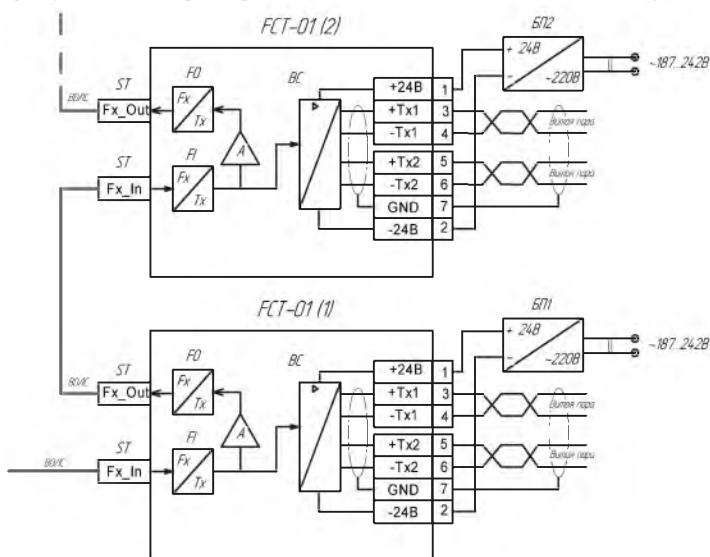 FCT-01 (2)
БП2
+ 24В
~220В
~187...242В
-
ST
FO
BC
ВОЛС
Fx_Out
Fx
Tx
+24В
1
+Tx1
3
Витая пара
-Tx1
4
A
ST
FI
+Tx2
5
Витая пара
Fx_In
Fx
Tx
-Tx2
6
GND
7
-24В
2
FCT-01 (1)
БП1
+ 24В
~220В
~187...242В
-
ST
FO
BC
ВОЛС
Fx_Out
Fx
Tx
+24В
1
+Tx1
3
Витая пара
-Tx1
4
A
ST
FI
+Tx2
5
Витая пара
ВОЛС
Fx_In
Fx
Tx
-Tx2
6
GND
7
-24В
2